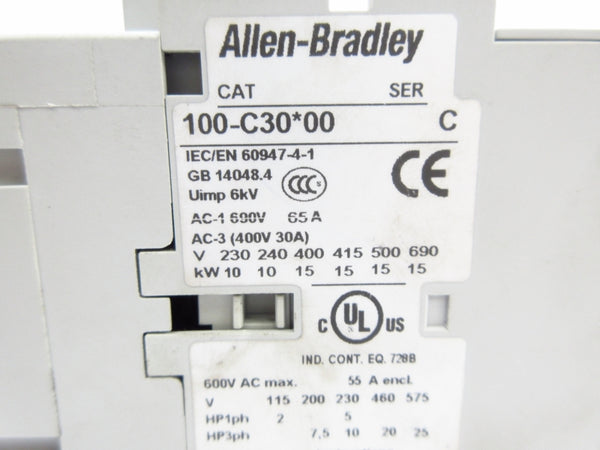 Allen-Bradley
CAT SER
100-C30*00 C
IEC/EN 60947-4-1
GB 14048.4
Uimp 6kV
CCC S
CE
AC-1 690V 65 A
AC-3 (400V 30A)
V 230 240 400 415 500 690
kW 10 10 15 15 15 15
C UL US
IND. CONT. EQ. 728B
600V AC max. 55 A encl.
V 115 200 230 460 575
HP1ph 2 5
HP3ph 7,5 10 20 25